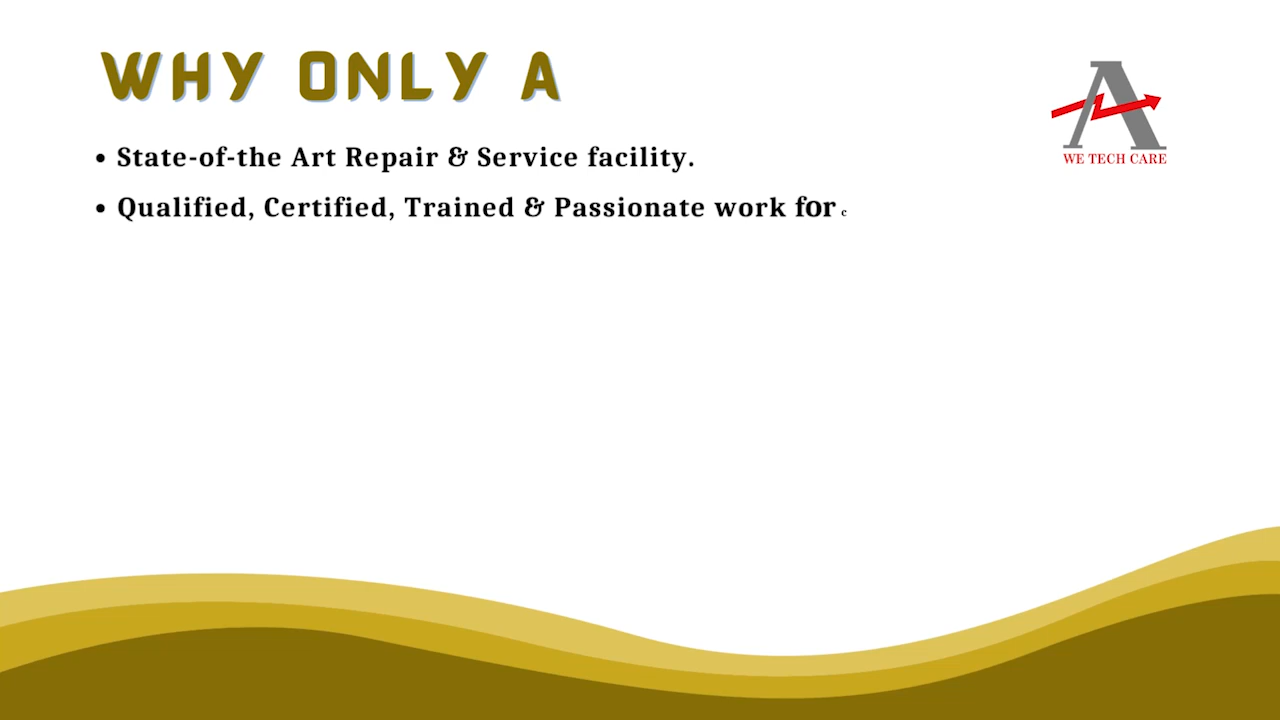 WHY ONLY A
• State-of-the Art Repair & Service facility.
• Qualified, Certified, Trained & Passionate work for c
A
WE TECH CARE